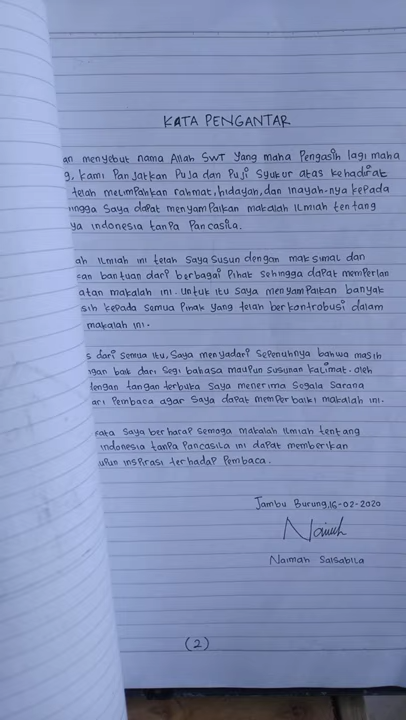 KATA PENGANTAR
an menyebut nama Allah SWT yang maha Pengasih lagi maha
g, kami Panjatkan Puja dan Puji Syukur atas kehadirat
telah melimpahkan rahmat, hidayah, dan inayah-nya kepada
ingga Saya dapat menyampaikan makalah ilmiah tentang
ya indonesia tanpa Pancasila.
ah Ilmiah ini telah Saya Susun dengan maksimal dan
can bantuan dari berbagai Pihak Sehingga dapat memperlan
atan makalah ini. Untuk itu Saya menyampaikan banyak
sih kepada Semua Pihak yang telah berkontrobusi dalam
makalah ini.
s dari Semua itu, Saya menyadari Sepenuhnya bahwa masih
ngan baik dari Segi bahasa maupun Susunan kalimat. Oleh
dengan tangan terbuka Saya menerima Segala Sarana
ari Pembaca agar Saya dapat memperbaiki makalah ini.
kata Saya berharap Semoga makalah ilmiah tentang
indonesia tanpa Pancasila ini dapat memberikan
upun inspirasi terhadap Pembaca.
Jambu Burung, 16-02-2020
Naimah
Naimah Salsabila
(2)